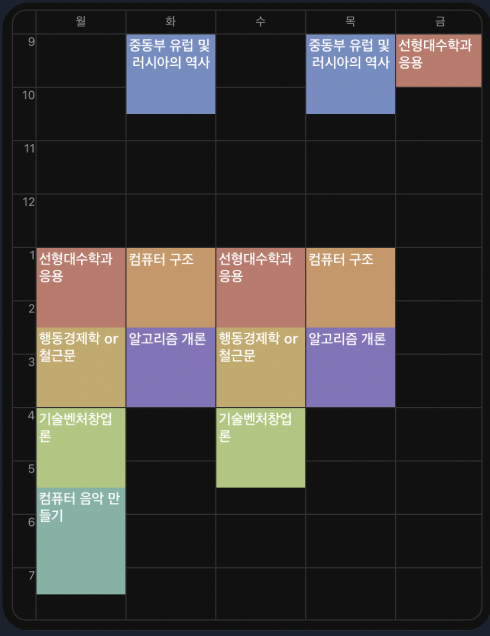 월 화 수 목 금
9
중동부 유럽 및
러시아의 역사
중동부 유럽 및
러시아의 역사
선형대수학과
응용
10
11
12
1
선형대수학과
응용
컴퓨터 구조
선형대수학과
응용
컴퓨터 구조
2
행동경제학 or
철근문
알고리즘 개론
행동경제학 or
철근문
알고리즘 개론
3
4
기술벤처창업
론
기술벤처창업
론
5
컴퓨터 음악 만
들기
6
7